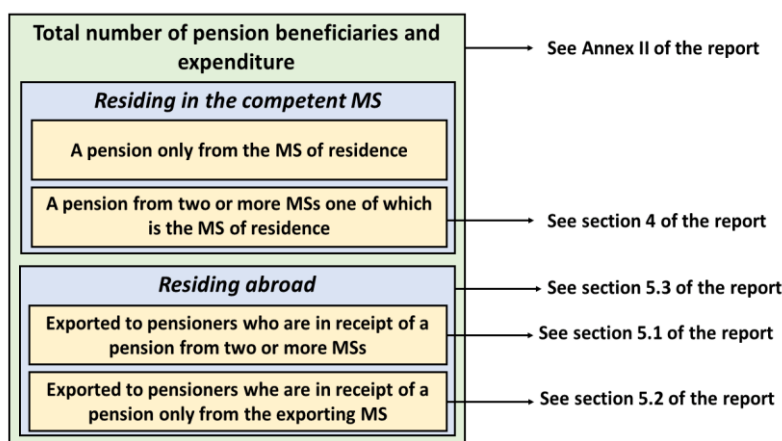 Total number of pension beneficiaries and
expenditure
See Annex II of the report
Residing in the competent MS
A pension only from the MS of residence
A pension from two or more MSs one of which
is the MS of residence
See section 4 of the report
Residing abroad
See section 5.3 of the report
Exported to pensioners who are in receipt of a
pension from two or more MSs
See section 5.1 of the report
Exported to pensioners whe are in receipt of a
pension only from the exporting MS
See section 5.2 of the report